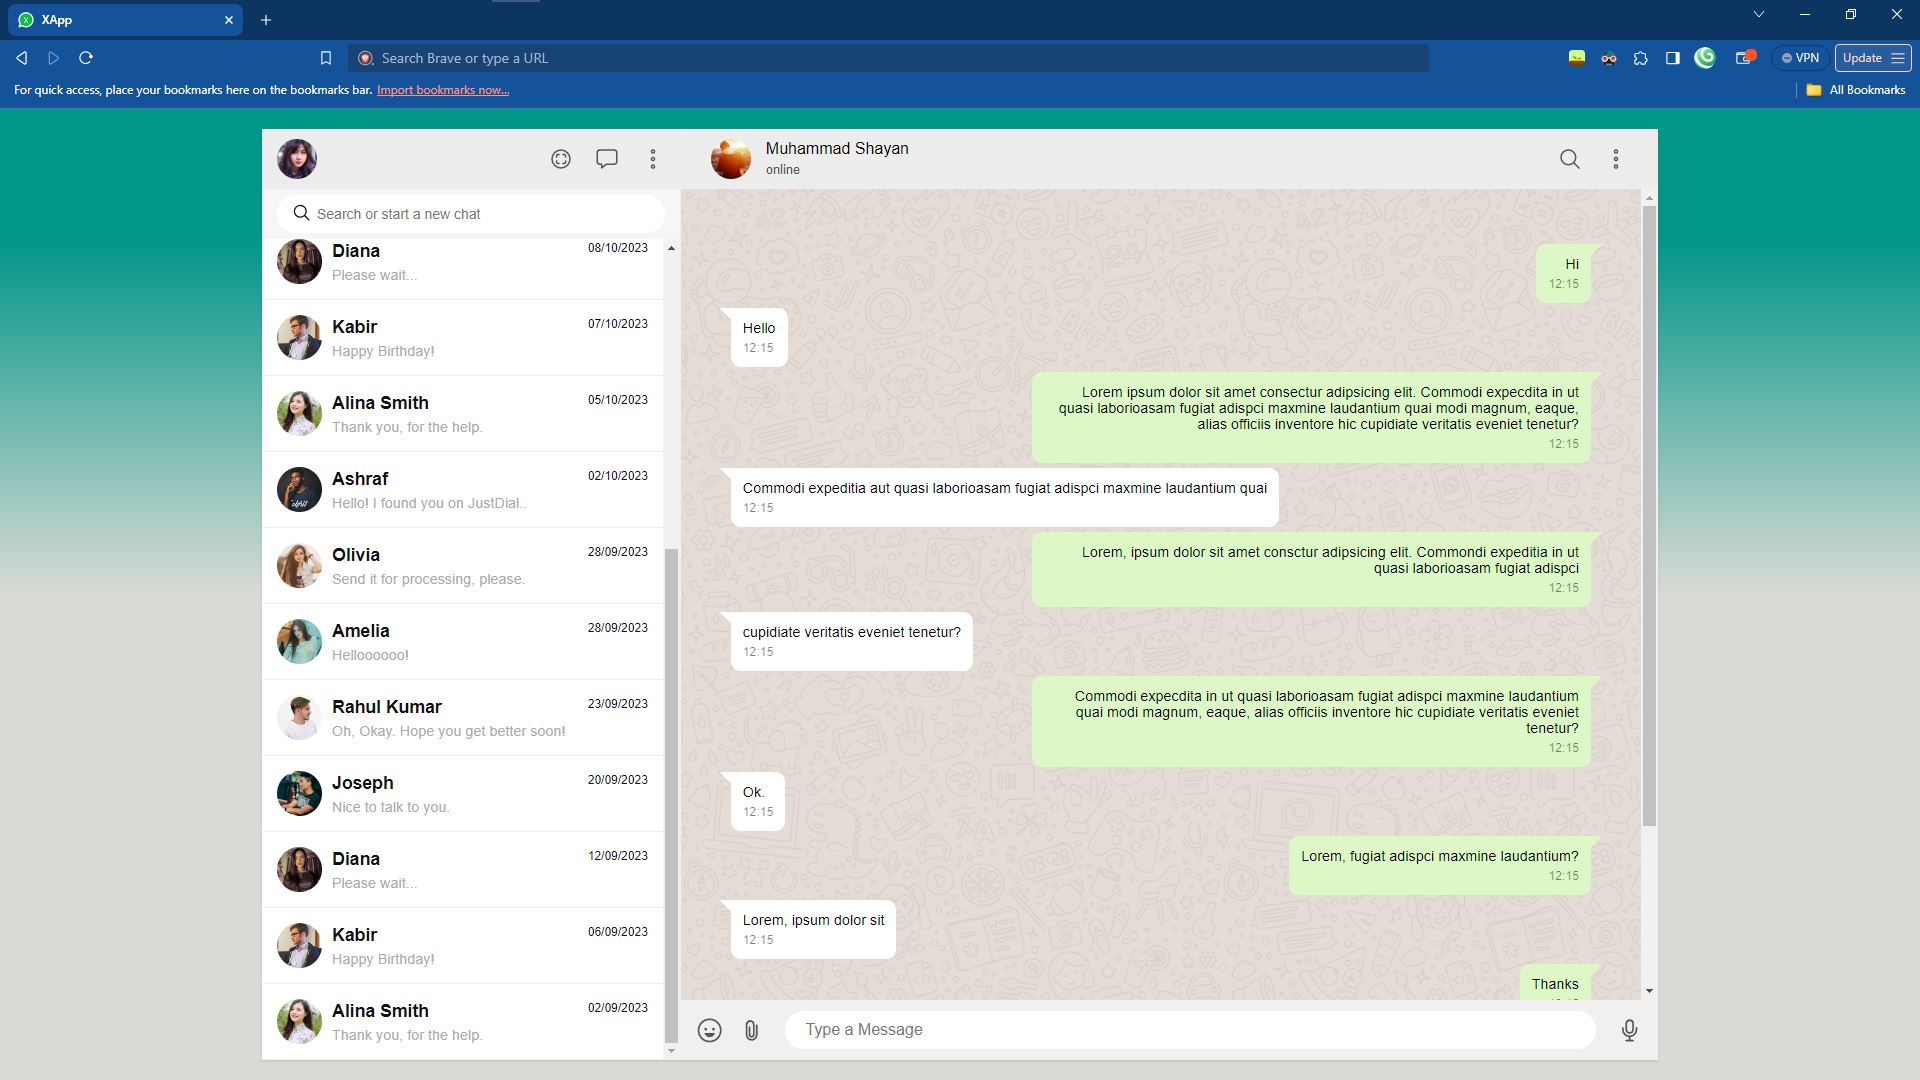 XApp
Search Brave or type a URL
VPN
Update
For quick access, place your bookmarks here on the bookmarks bar. Import bookmarks now...
All Bookmarks
Search or start a new chat
Diana
08/10/2023
Please wait...
Kabir
07/10/2023
Happy Birthday!
Alina Smith
05/10/2023
Thank you, for the help.
Ashraf
02/10/2023
Hello! I found you on JustDial..
Olivia
28/09/2023
Send it for processing, please.
Amelia
28/09/2023
Helloooooo!
Rahul Kumar
23/09/2023
Oh, Okay. Hope you get better soon!
Joseph
20/09/2023
Nice to talk to you.
Diana
12/09/2023
Please wait...
Kabir
06/09/2023
Happy Birthday!
Alina Smith
02/09/2023
Thank you, for the help.
Muhammad Shayan
online
Hi
12:15
Hello
12:15
Lorem ipsum dolor sit amet consectur adipsicing elit. Commodi expecdita in ut
quasi laborioasam fugiat adispci maxmine laudantium quai modi magnum, eaque,
alias officiis inventore hic cupidiate veritatis eveniet tenetur?
12:15
Commodi expeditia aut quasi laborioasam fugiat adispci maxmine laudantium quai
12:15
Lorem, ipsum dolor sit amet consctur adipsicing elit. Commondi expeditia in ut
quasi laborioasam fugiat adispci
12:15
cupidiate veritatis eveniet tenetur?
12:15
Commodi expecdita in ut quasi laborioasam fugiat adispci maxmine laudantium
quai modi magnum, eaque, alias officiis inventore hic cupidiate veritatis eveniet
tenetur?
12:15
Ok.
12:15
Lorem, fugiat adispci maxmine laudantium?
12:15
Lorem, ipsum dolor sit
12:15
Thanks
Type a Message